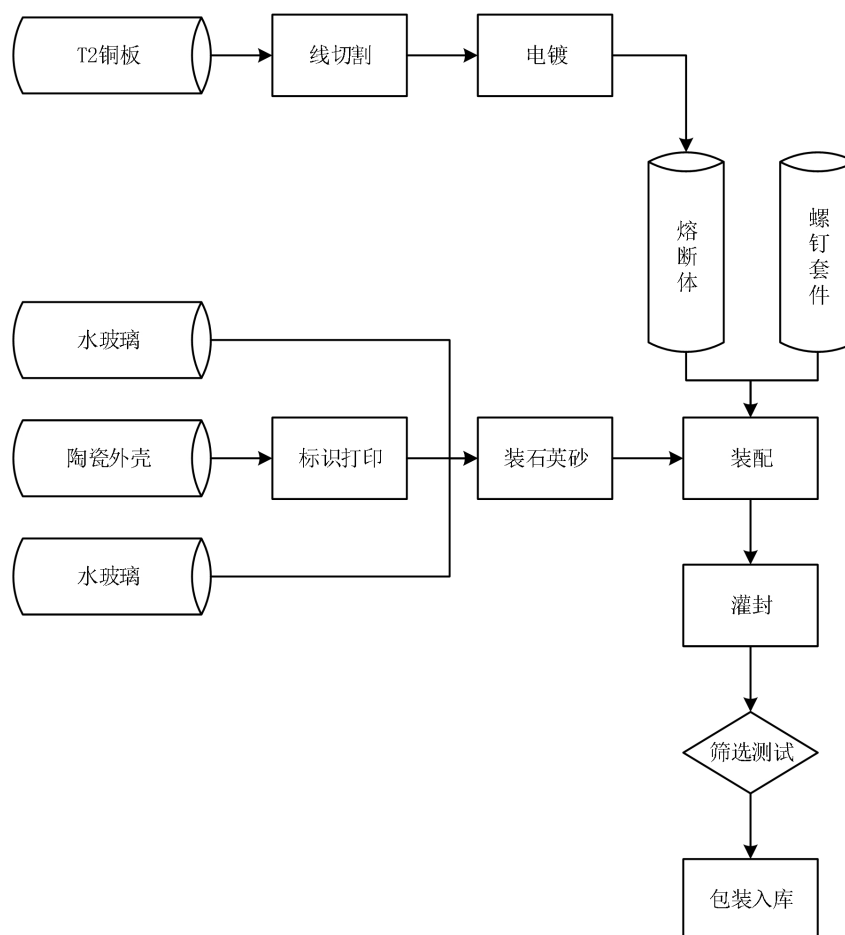 T2铜板
线切割
电镀
熔断体
螺钉套件
水玻璃
陶瓷外壳
标识打印
装石英砂
装配
水玻璃
灌封
筛选测试
包装入库